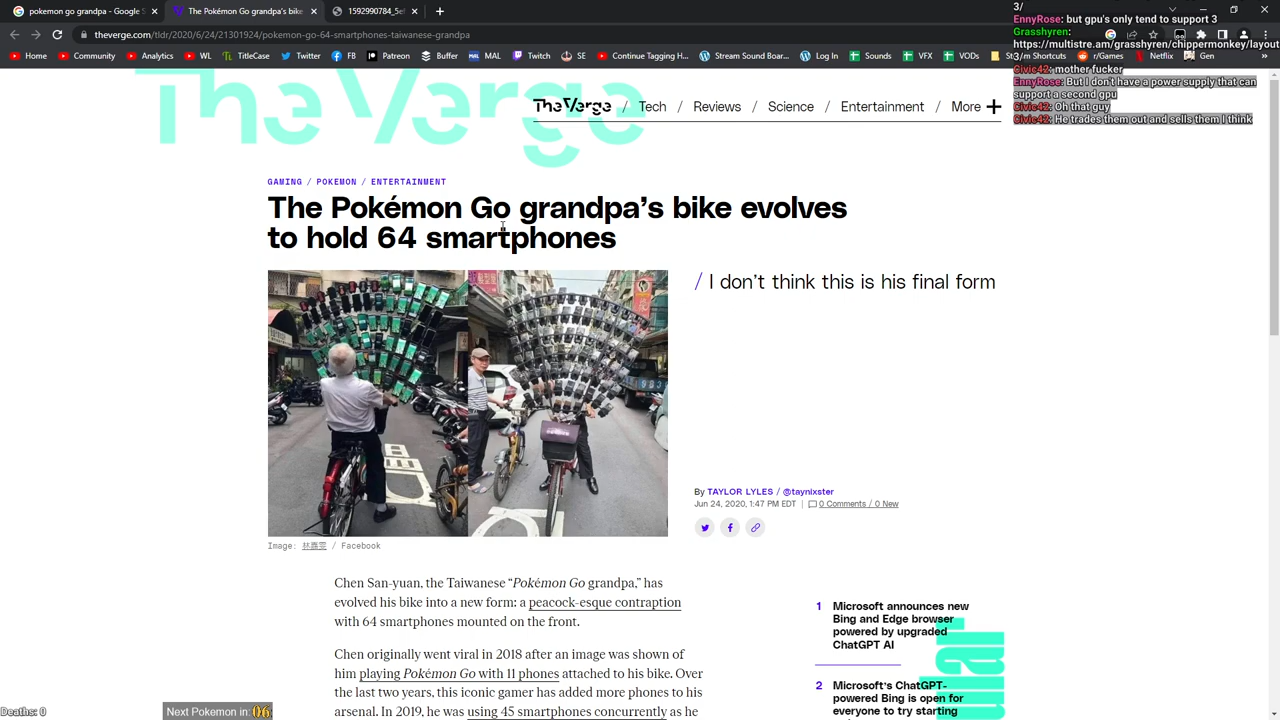 pokemon go grandpa - Google S
The Pokémon Go grandpa's bike
1592990784_64ef
theverge.com/tldr/2020/6/24/21301924/pokemon-go-64-smartphones-taiwanese-grandpa
Home
Custom Sound
Community
Analytics
WL
TitleCase
Twitter
Patreon
Buffer
MAL
Twitch
SE
Continue Tagging H...
Stream Sound Board
Sounds
VODs
Shortcuts
r/Games
Netflix
Gen
3/
EnnyRose: but gpu's only tend to support 3
Grasshyren:
https://multistre.am/grasshyren/chippermonkey/layout
3/
Civic42: mother fucker
EnnyRose: But I don't have a power supply that can
support a second gpu
Civic42: Oh that guy
Civic42: He trades them out and sells them I think
The Verge
The Verge / Tech / Reviews / Science / Entertainment / More +
GAMING / POKEMON / ENTERTAINMENT
The Pokémon Go grandpa's bike evolves
to hold 64 smartphones
/ I don't think this is his final form
By TAYLOR LYLES / @taynixster
Jun 24, 2020, 1:47 PM EDT | 0 Comments / 0 New
Image: 林麗雯 / Facebook
Chen San-yuan, the Taiwanese “Pokémon Go grandpa,” has
evolved his bike into a new form: a peacock-esque contraption
with 64 smartphones mounted on the front.
Chen originally went viral in 2018 after an image was shown of
him playing Pokémon Go with 11 phones attached to his bike. Over
the last two years, this iconic gamer has added more phones to his
arsenal. In 2019, he was using 45 smartphones concurrently as he
1 Microsoft announces new
Bing and Edge browser
powered by upgraded
ChatGPT AI
2 Microsoft's ChatGPT-
powered Bing is open for
everyone to try starting
Deaths: 0
Next Pokemon in: 06